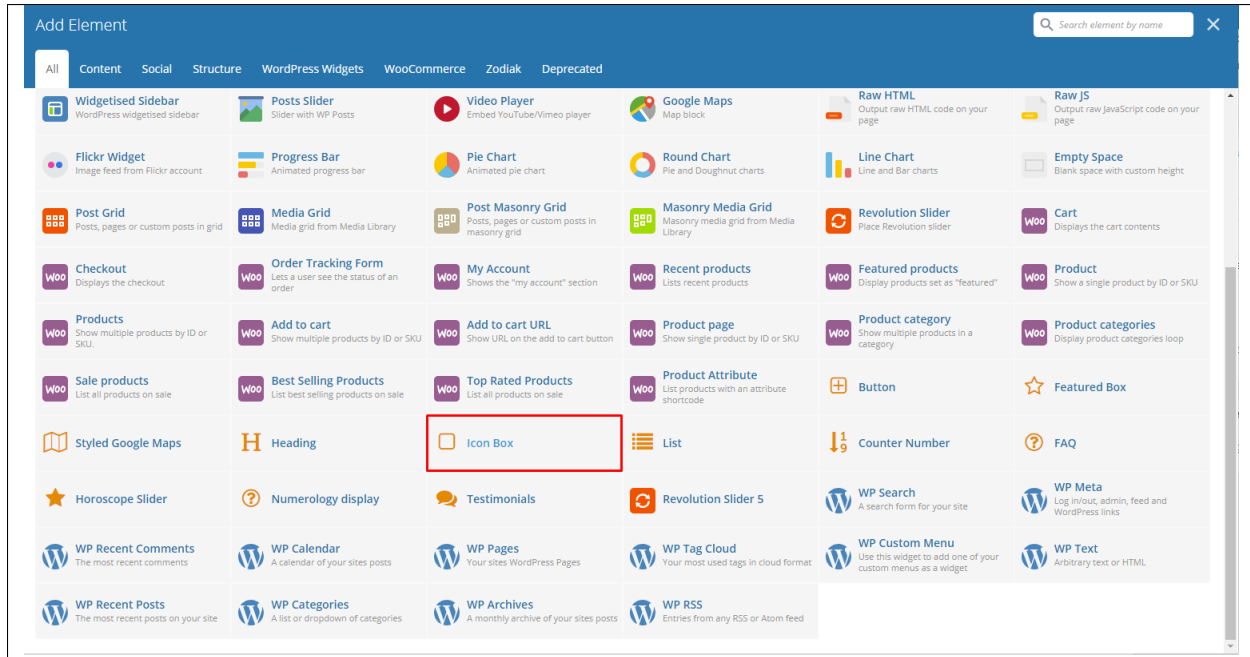 Add Element
Search element by name
All Content Social Structure WordPress Widgets WooCommerce Zodiak Deprecated
Widgetised Sidebar
WordPress widgetised sidebar
Posts Slider
Slider with WP Posts
Video Player
Embed YouTube/Vimeo player
Google Maps
Map block
Raw HTML
Output raw HTML code on your
page
Raw JS
Output raw JavaScript code on your
page
Flickr Widget
Image feed from Flickr account
Progress Bar
Animated progress bar
Pie Chart
Animated pie chart
Round Chart
Pie and Doughnut charts
Line Chart
Line and Bar charts
Empty Space
Blank space with custom height
Post Grid
Posts, pages or custom posts in grid
Media Grid
Media grid from Media Library
Post Masonry Grid
Posts, pages or custom posts in
masonry grid
Masonry Media Grid
Masonry media grid from Media
Library
Revolution Slider
Place Revolution slider
Woo
Cart
Displays the cart contents
Woo
Checkout
Displays the checkout
Woo
Order Tracking Form
Lets a user see the status of an
order
Woo
My Account
Shows the "my account" section
Woo
Recent products
Lists recent products
Woo
Featured products
Display products set as "featured"
Woo
Product
Show a single product by ID or SKU
Woo
Products
Show multiple products by ID or
SKU.
Woo
Add to cart
Show multiple products by ID or SKU
Woo
Add to cart URL
Show URL on the add to cart button
Woo
Product page
Show single product by ID or SKU
Woo
Product category
Show multiple products in a
category
Woo
Product categories
Display product categories loop
Woo
Sale products
List all products on sale
Woo
Best Selling Products
List best selling products on sale
Woo
Top Rated Products
List all products on sale
Woo
Product Attribute
List products with an attribute
shortcode
Button
Featured Box
Styled Google Maps
H Heading
Icon Box
List
1
9
Counter Number
? FAQ
Horoscope Slider
? Numerology display
Testimonials
Revolution Slider 5
WP Search
A search form for your site
WP Meta
Log in/out, admin, feed and
WordPress links
WP Recent Comments
The most recent comments
WP Calendar
A calendar of your sites posts
WP Pages
Your sites WordPress Pages
WP Tag Cloud
Your most used tags in cloud format
WP Custom Menu
Use this widget to add one of your
custom menus as a widget
WP Text
Arbitrary text or HTML
WP Recent Posts
The most recent posts on your site
WP Categories
A list or dropdown of categories
WP Archives
A monthly archive of your sites posts
WP RSS
Entries from any RSS or Atom feed